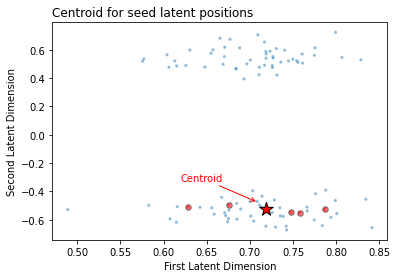 Centroid for seed latent positions
Second Latent Dimension
0.6
0.4
0.2
0.0
−0.2
−0.4
−0.6
Centroid
0.50 0.55 0.60 0.65 0.70 0.75 0.80 0.85
First Latent Dimension